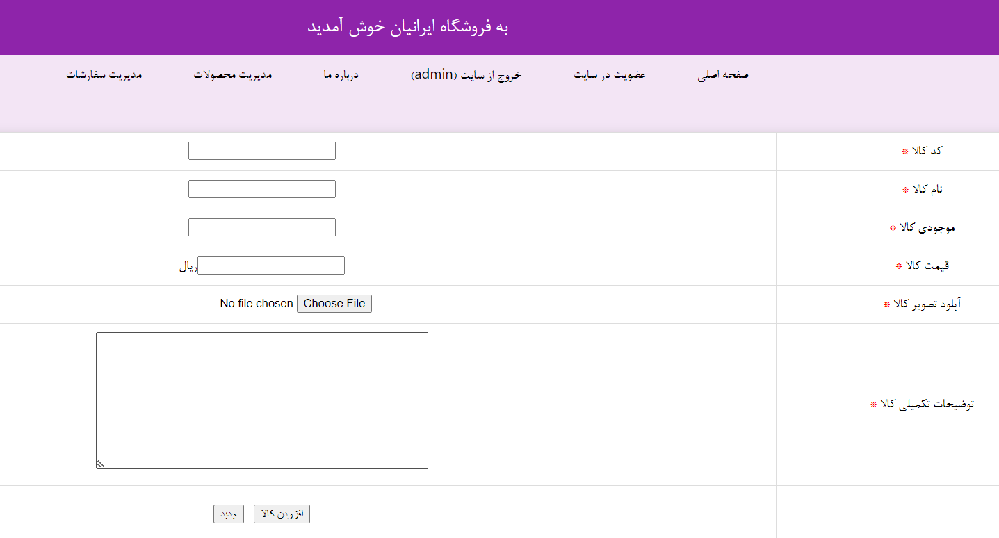 به فروشگاه ایرانیان خوش آمدید
صفحه اصلی عضویت در سایت خروج از سایت (admin) درباره ما مدیریت محصولات مدیریت سفارشات
کد کالا *
نام کالا *
موجودی کالا *
قیمت کالا * ریال
آپلود تصویر کالا * Choose File No file chosen
توضیحات تکمیلی کالا *
افزودن کالا جدید